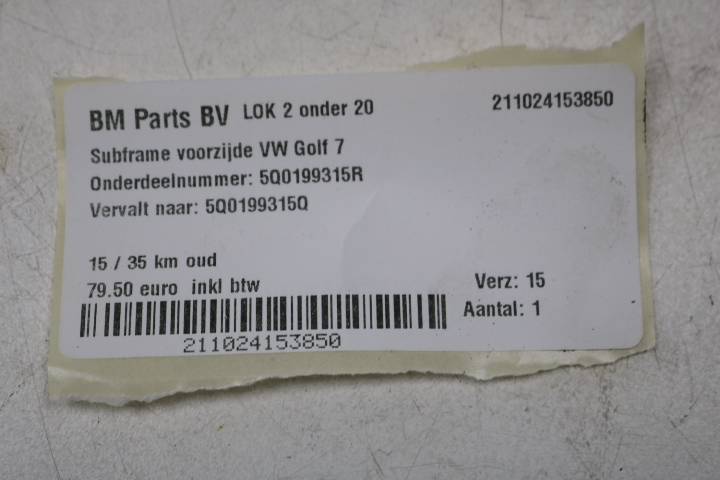 BM Parts BV LOK 2 onder 20 211024153850
Subframe voorzijde VW Golf 7
Onderdeelnummer: 5Q0199315R
Vervalt naar: 5Q0199315Q
15 / 35 km oud
79.50 euro inkl btw Verz: 15
Aantal: 1
211024153850